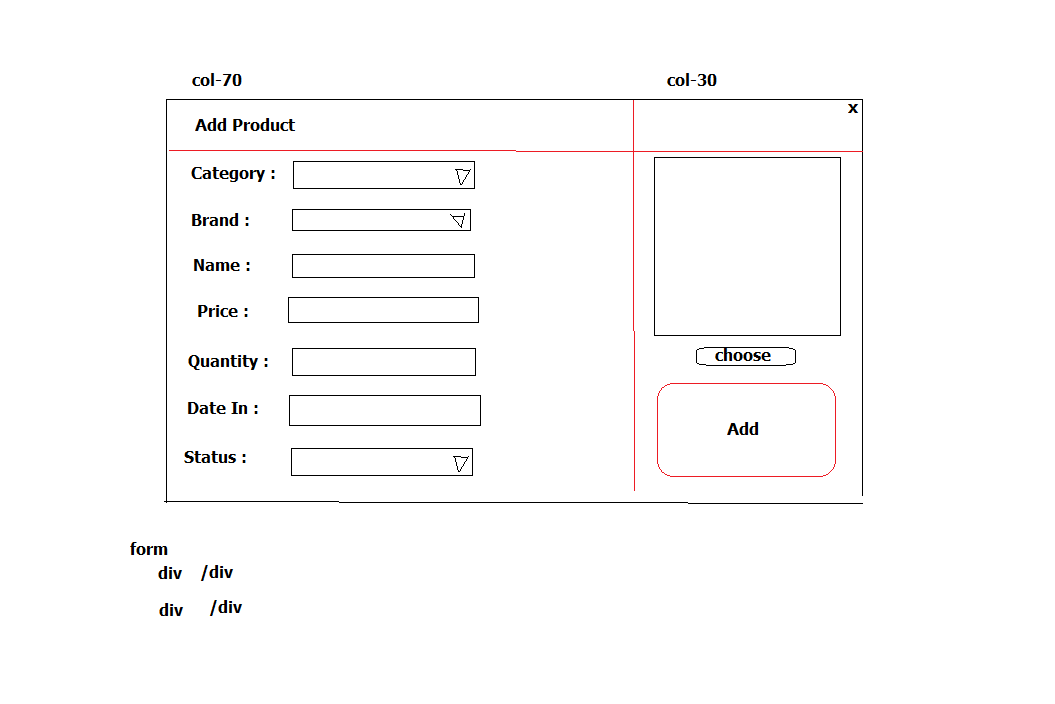 col-70 col-30
x
Add Product
Category :
Brand :
Name :
Price :
choose
Quantity :
Date In :
Add
Status :
form
div /div
div /div